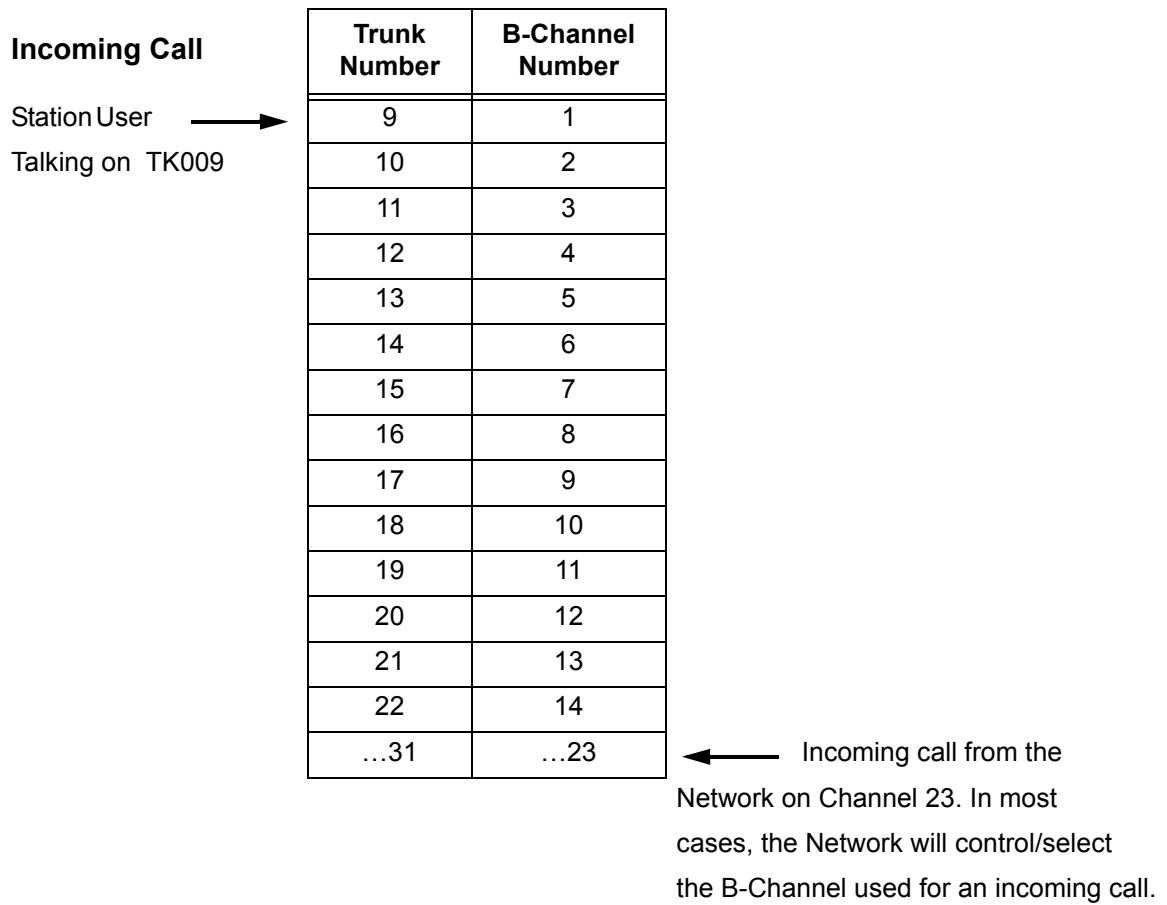 Incoming Call
Station User
Talking on TK009
Trunk Number B-Channel Number
9 1
10 2
11 3
12 4
13 5
14 6
15 7
16 8
17 9
18 10
19 11
20 12
21 13
22 14
…31 …23
Incoming call from the
Network on Channel 23. In most
cases, the Network will control/select
the B-Channel used for an incoming call.